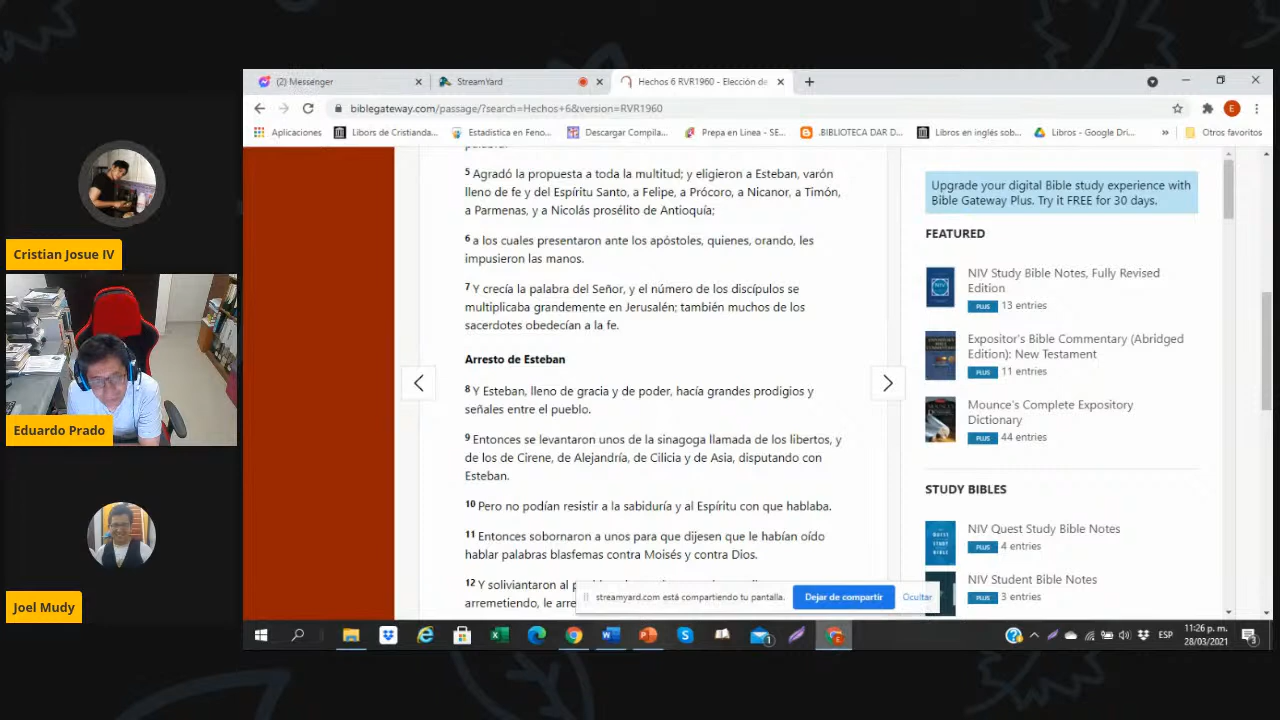 Cristian Josue IV
Eduardo Prado
Joel Mudy
(2) Messenger
StreamYard
Hechos 6 RVR1960 - Elección de
biblegateway.com/passage/?search=Hechos+6&version=RVR1960
Aplicaciones
Libors de Cristianda...
Estadistica en Feno...
Descargar Compila...
Prepa en Linea - SE...
.BIBLIOTECA DAR D...
Libros en inglés sob...
Libros - Google Dri...
»
Otros favoritos
palabra.
5 Agradó la propuesta a toda la multitud; y eligieron a Esteban, varón
lleno de fe y del Espíritu Santo, a Felipe, a Prócoro, a Nicanor, a Timón,
a Parmenas, y a Nicolás prosélito de Antioquía;
6 a los cuales presentaron ante los apóstoles, quienes, orando, les
impusieron las manos.
7 Y crecía la palabra del Señor, y el número de los discípulos se
multiplicaba grandemente en Jerusalén; también muchos de los
sacerdotes obedecían a la fe.
Arresto de Esteban
8 Y Esteban, lleno de gracia y de poder, hacía grandes prodigios y
señales entre el pueblo.
9 Entonces se levantaron unos de la sinagoga llamada de los libertos, y
de los de Cirene, de Alejandría, de Cilicia y de Asia, disputando con
Esteban.
10 Pero no podían resistir a la sabiduría y al Espíritu con que hablaba.
11 Entonces sobornaron a unos para que dijesen que le habían oído
hablar palabras blasfemas contra Moisés y contra Dios.
12 Y soliviantaron al
arremetiendo, le
Upgrade your digital Bible study experience with
Bible Gateway Plus. Try it FREE for 30 days.
FEATURED
NIV Study Bible Notes, Fully Revised
Edition
PLUS 13 entries
Expositor's Bible Commentary (Abridged
Edition): New Testament
PLUS 11 entries
Mounce's Complete Expository
Dictionary
PLUS 44 entries
STUDY BIBLES
NIV Quest Study Bible Notes
PLUS 4 entries
NIV Student Bible Notes
PLUS 3 entries
streamyard.com está compartiendo tu pantalla.
Dejar de compartir
Ocultar
ESP
11:26 p. m.
28/03/2021